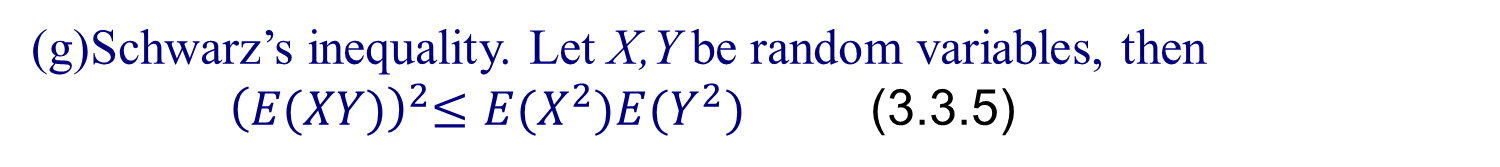 (g)Schwarz's inequality. Let X,Y be random variables, then
(E(XY))²≤ E(X²)E(Y²) (3.3.5)